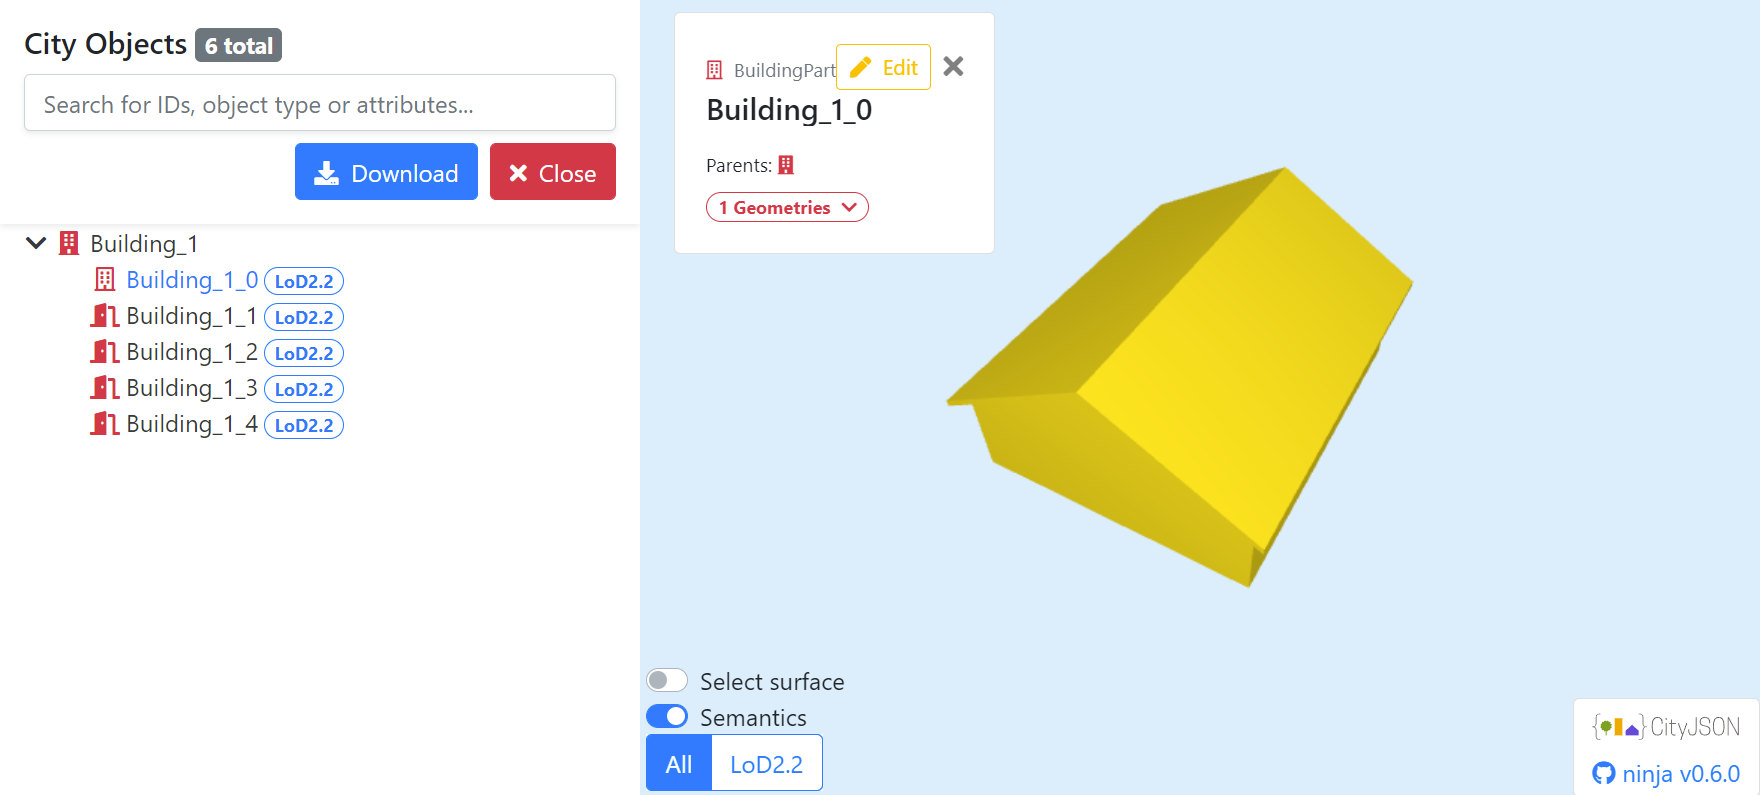 City Objects 6 total
Search for IDs, object type or attributes...
Download
Close
Building_1
Building_1_0 LoD2.2
Building_1_1 LoD2.2
Building_1_2 LoD2.2
Building_1_3 LoD2.2
Building_1_4 LoD2.2
BuildingPart
Edit
Building_1_0
Parents:
1 Geometries
Select surface
Semantics
All
LoD2.2
{ } CityJSON
ninja v0.6.0